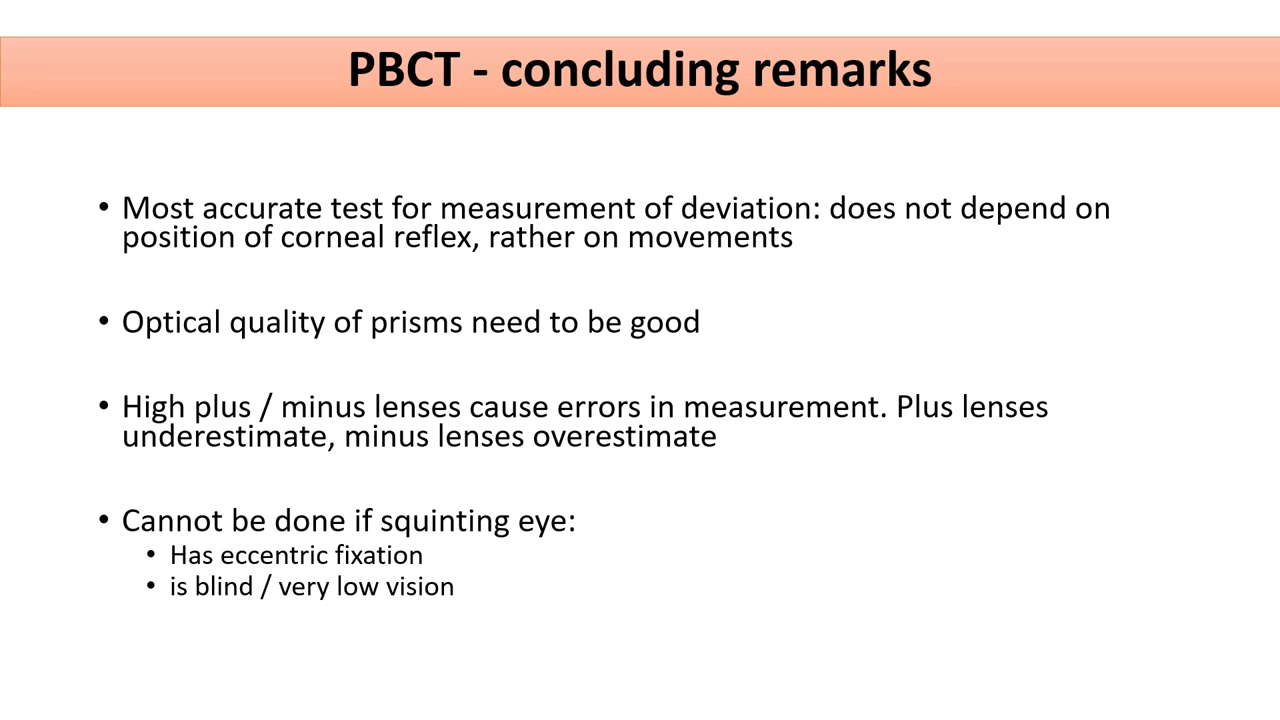 PBCT - concluding remarks
• Most accurate test for measurement of deviation: does not depend on
position of corneal reflex, rather on movements
• Optical quality of prisms need to be good
• High plus / minus lenses cause errors in measurement. Plus lenses
underestimate, minus lenses overestimate
• Cannot be done if squinting eye:
• Has eccentric fixation
• is blind / very low vision